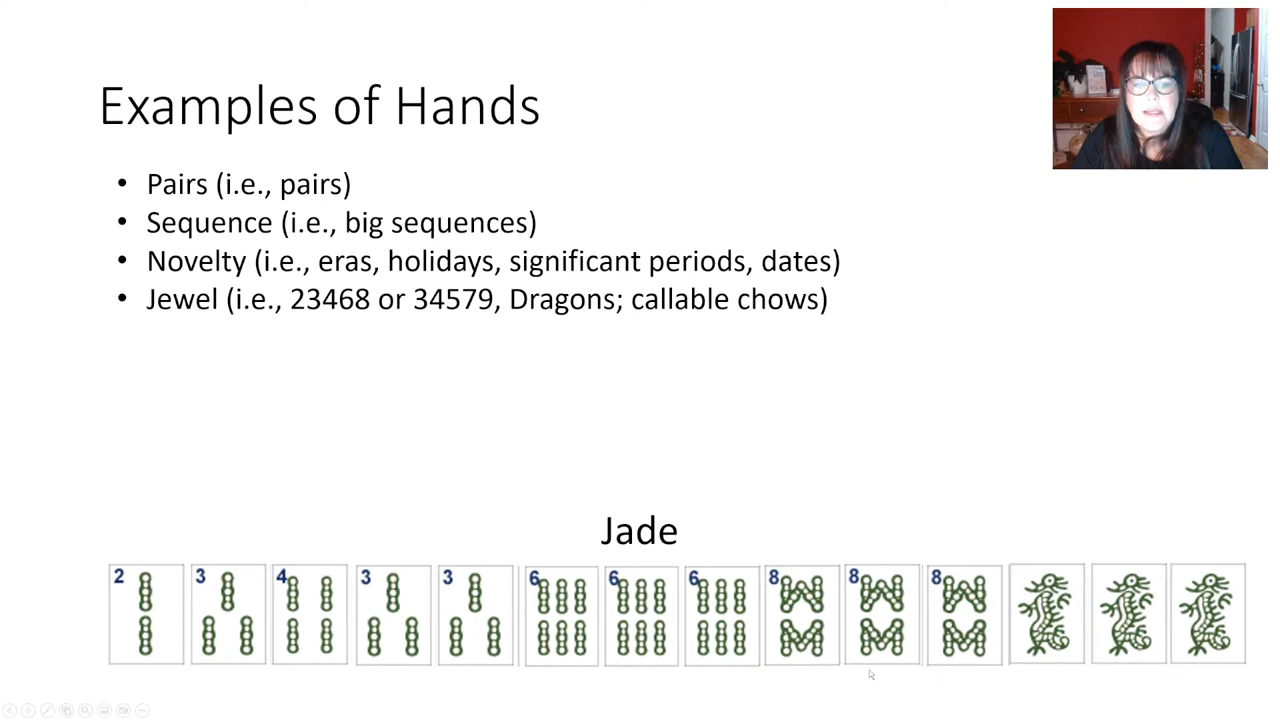 Examples of Hands
• Pairs (i.e., pairs)
• Sequence (i.e., big sequences)
• Novelty (i.e., eras, holidays, significant periods, dates)
• Jewel (i.e., 23468 or 34579, Dragons; callable chows)
Jade
2 3 4 3 3 6 6 6 8 8 8